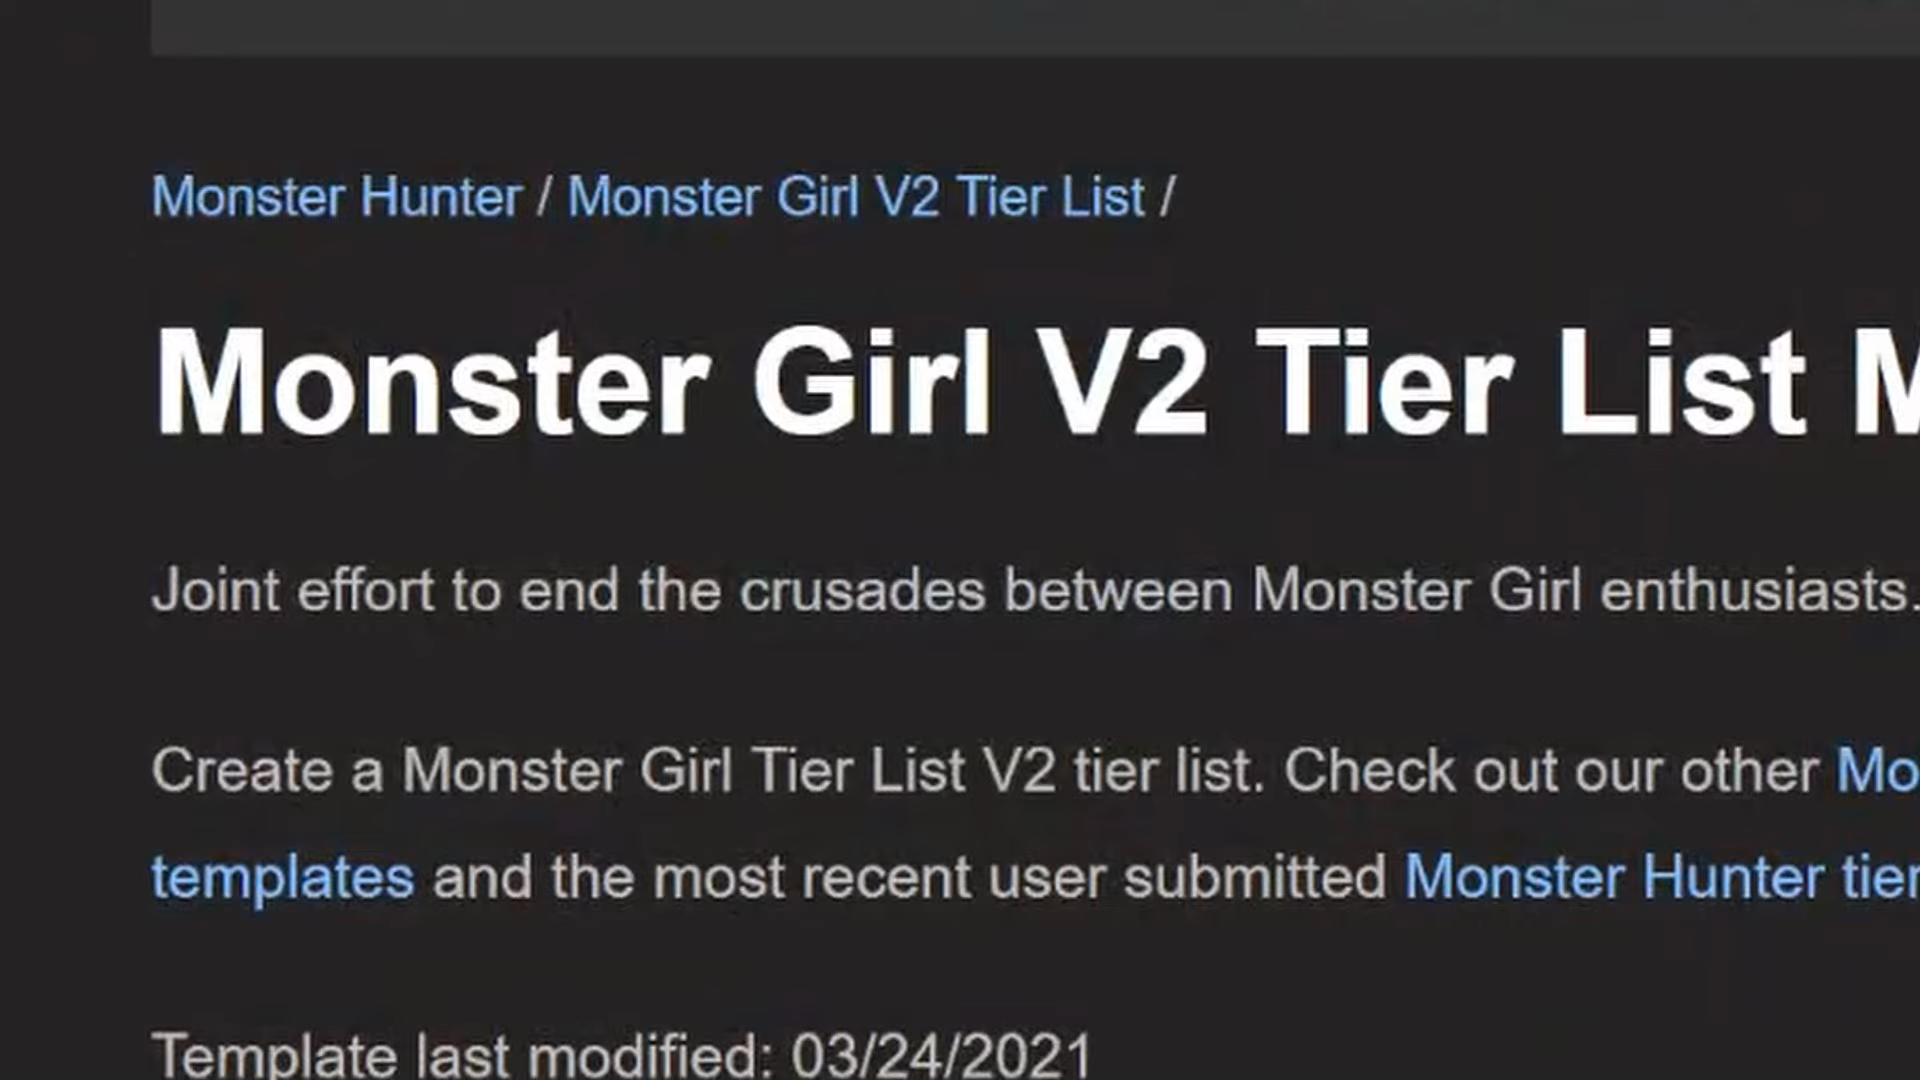 Monster Hunter / Monster Girl V2 Tier List /
Monster Girl V2 Tier List
Joint effort to end the crusades between Monster Girl enthusiasts.
Create a Monster Girl Tier List V2 tier list. Check out our other
templates and the most recent user submitted Monster Hunter tier
Template last modified: 03/24/2021